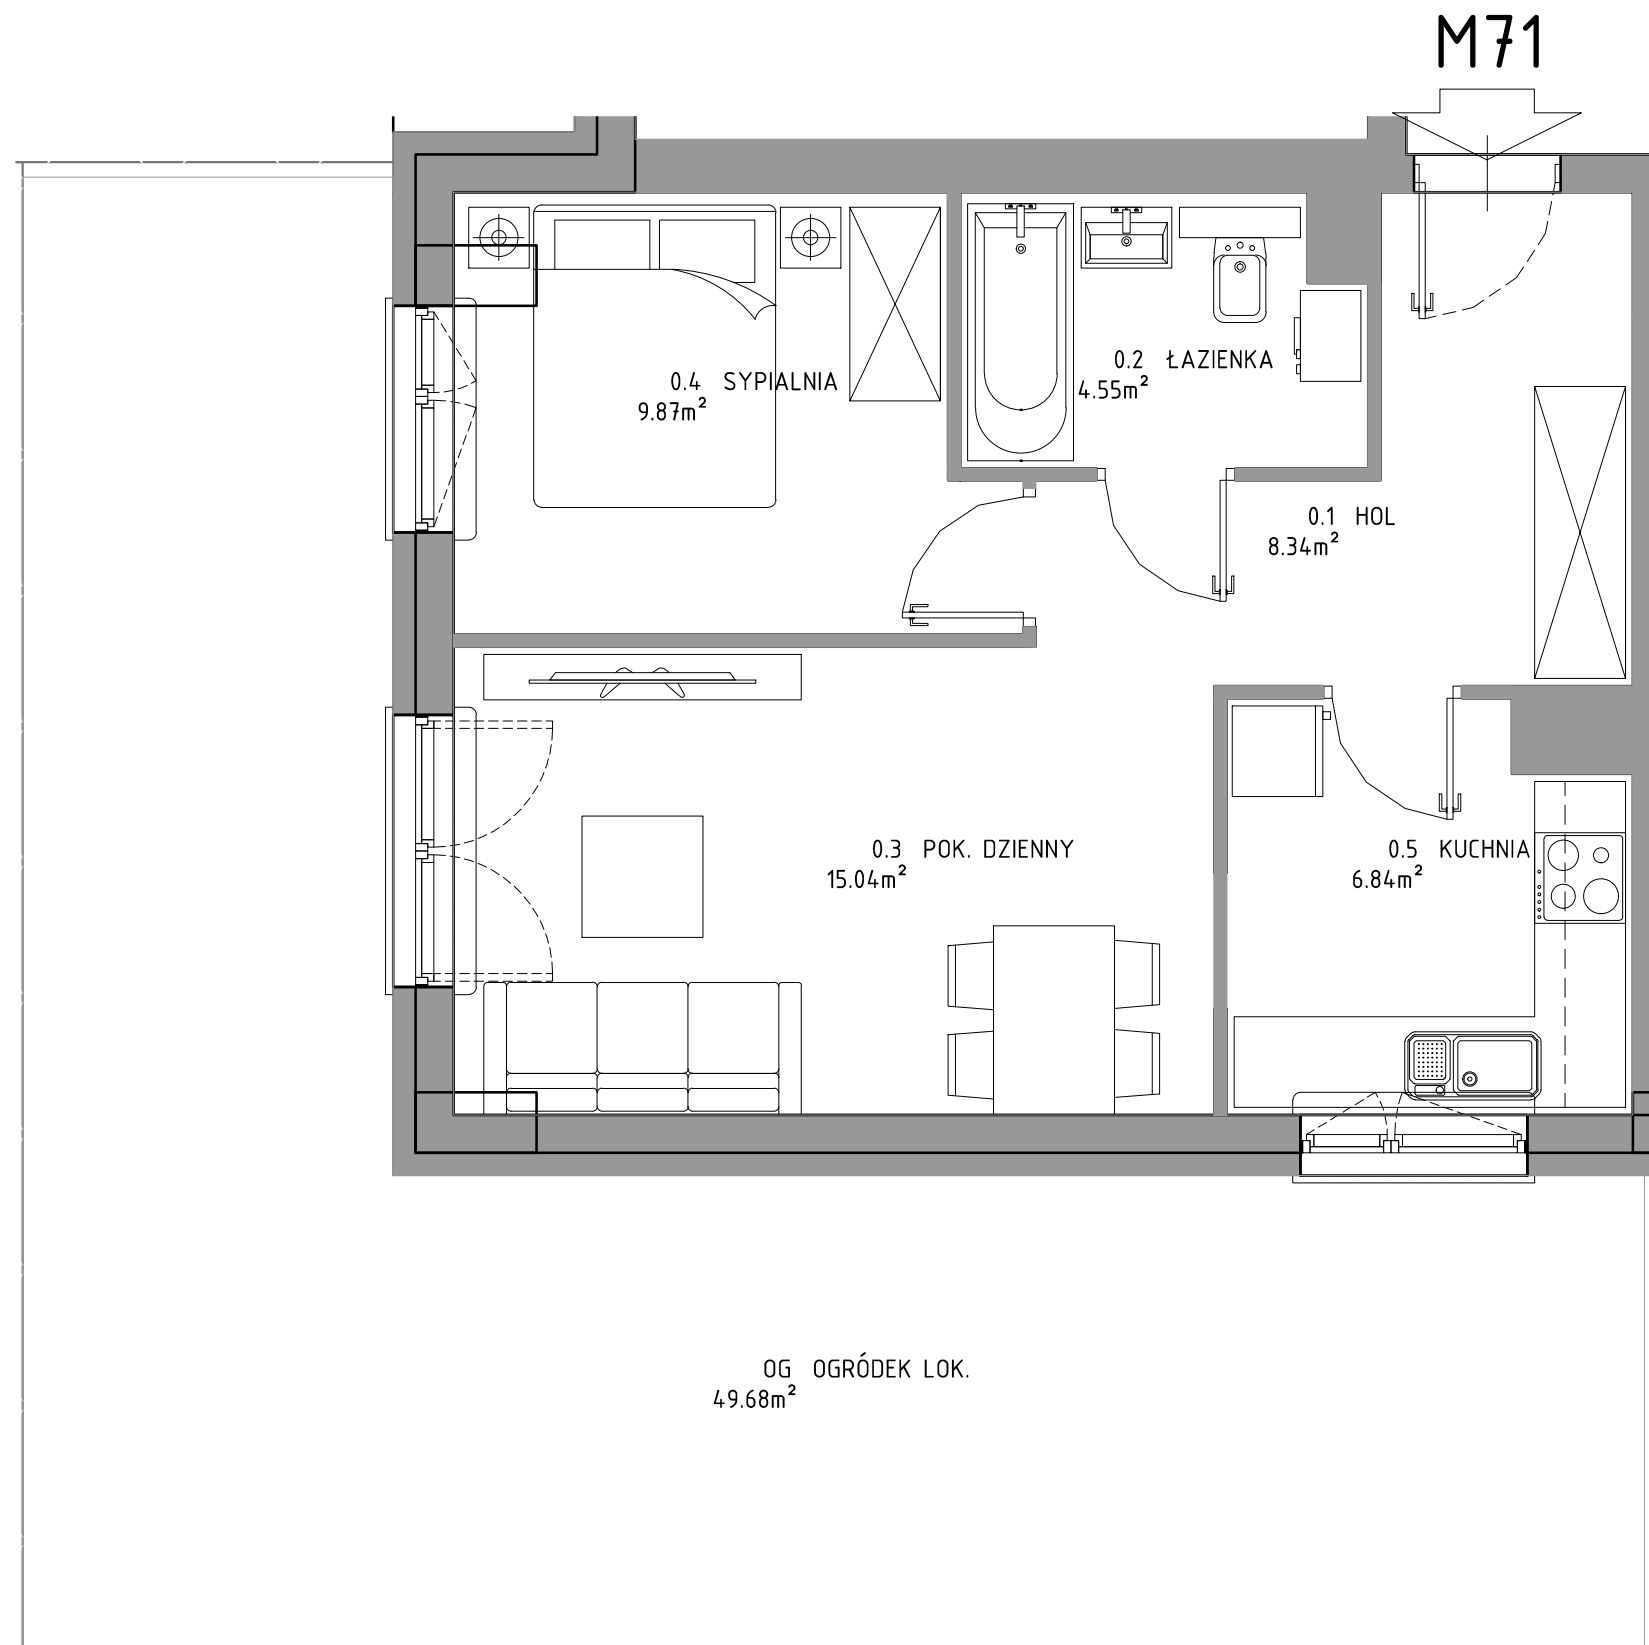 M71
0.2 ŁAZIENKA
4.55m²
0.4 SYPIALNIA
9.87m²
0.1 HOL
8.34m²
0.3 POK. DZIENNY
15.04m²
0.5 KUCHNIA
6.84m²
OG OGRÓDEK LOK.
49.68m²